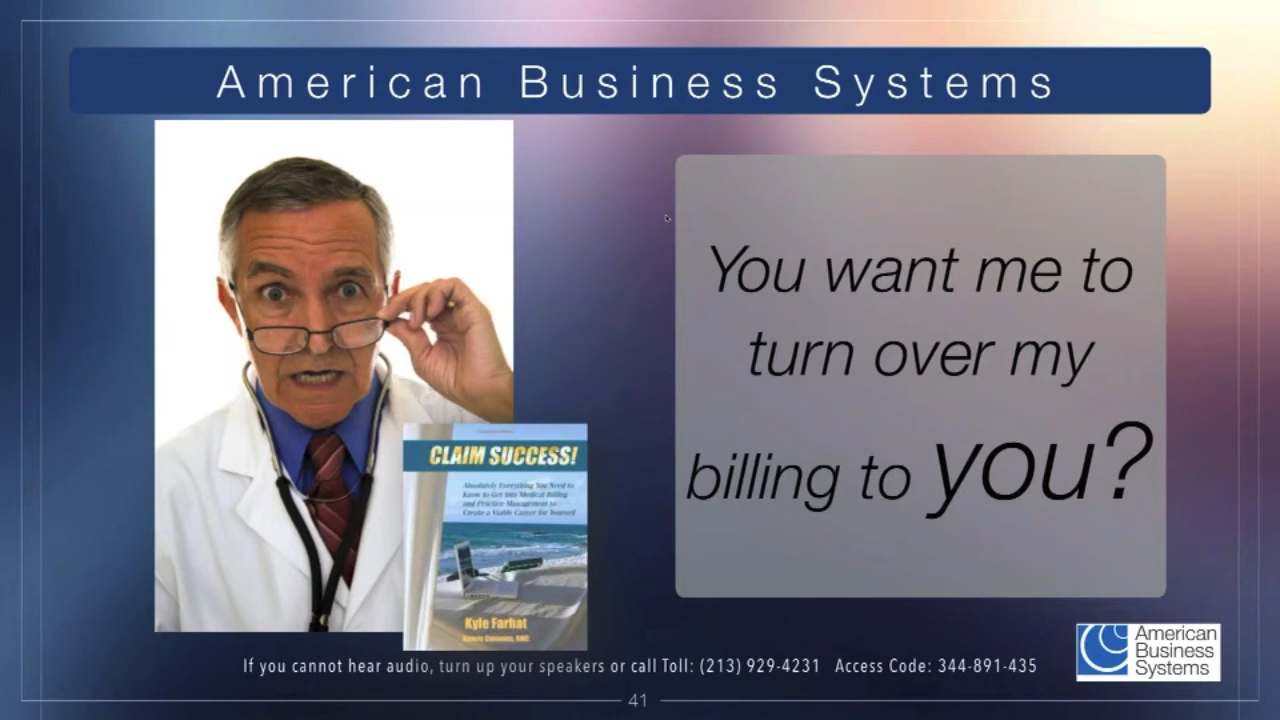 American Business Systems
You want me to
turn over my
billing to you?
CLAIM SUCCESS!
Absolutely Everything You Need to
Know to Get into Medical Billing
and Practice Management to
Create a Viable Career for Yourself
Kyle Farhat
If you cannot hear audio, turn up your speakers or call Toll: (213) 929-4231 Access Code: 344-891-435
American
Business
Systems
41